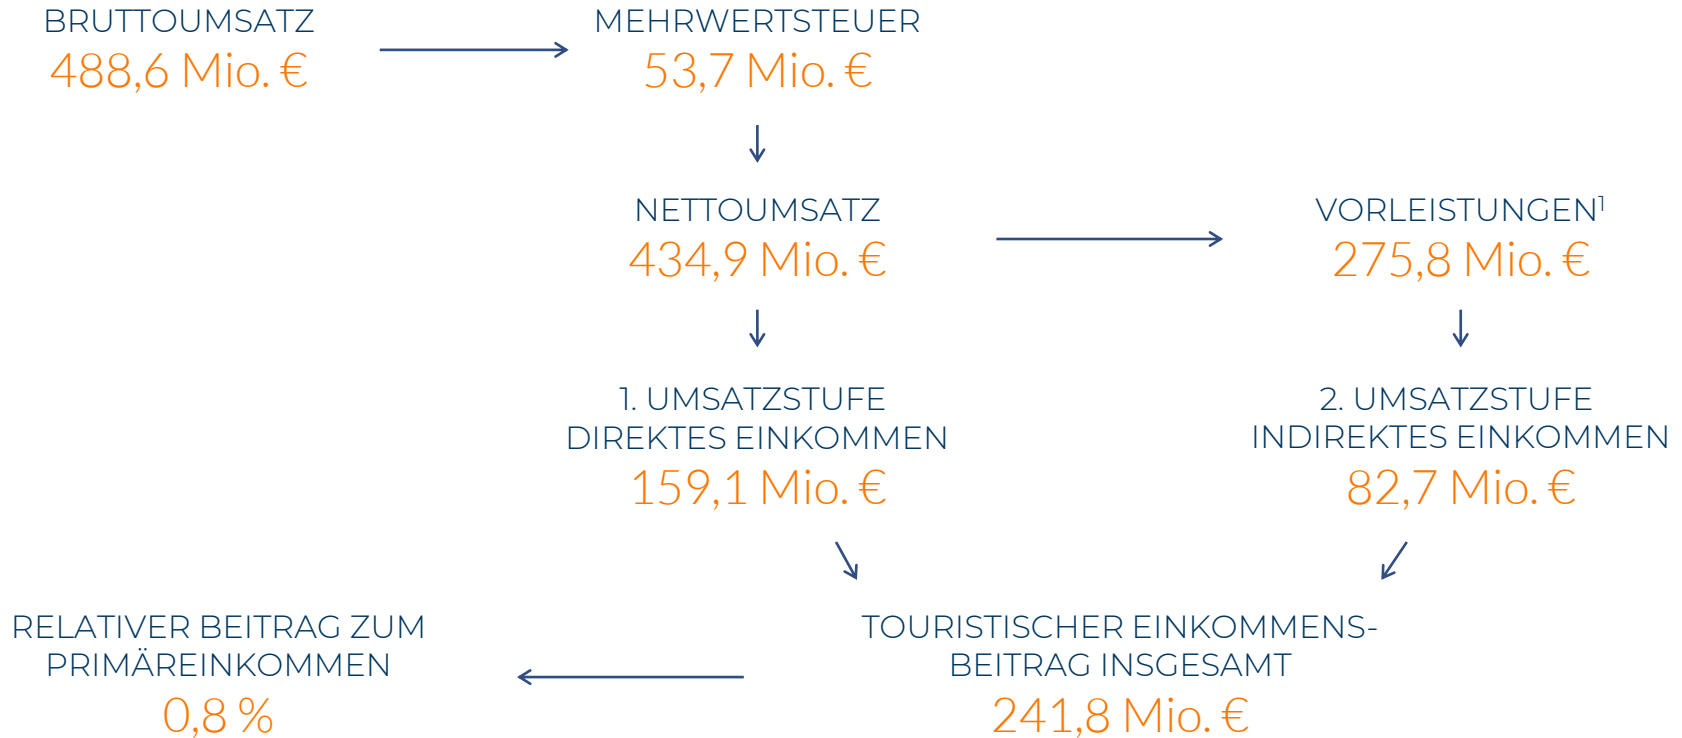 BRUTTOUMSATZ
488,6 Mio. €
MEHRWERTSTEUER
53,7 Mio. €
NETTOUMSATZ
434,9 Mio. €
VORLEISTUNGEN¹
275,8 Mio. €
1. UMSATZSTUFE
DIREKTES EINKOMMEN
159,1 Mio. €
2. UMSATZSTUFE
INDIREKTES EINKOMMEN
82,7 Mio. €
RELATIVER BEITRAG ZUM
PRIMÄREINKOMMEN
0,8 %
TOURISTISCHER EINKOMMENS-
BEITRAG INSGESAMT
241,8 Mio. €